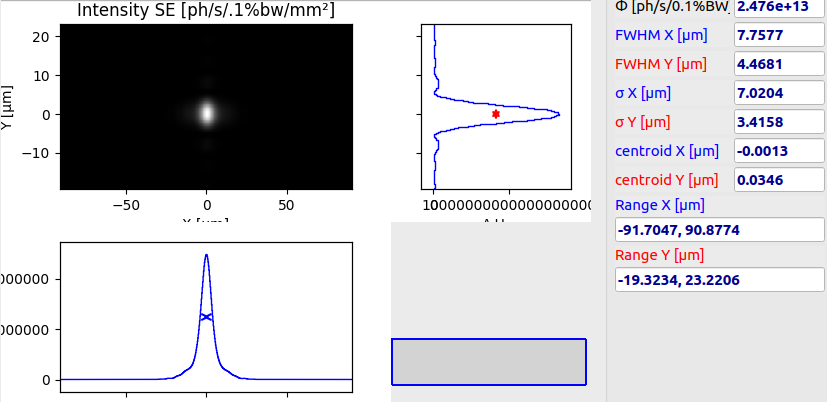 Intensity SE [ph/s/.1%bw/mm²]
Y [μm]
20
10
0
−10
−50
0
50
Φ [ph/s/0.1%BW] 2.476e+13
FWHM X [μm] 7.7577
FWHM Y [μm] 4.4681
σ X [μm] 7.0204
σ Y [μm] 3.4158
centroid X [μm] -0.0013
centroid Y [μm] 0.0346
Range X [μm]
-91.7047, 90.8774
Range Y [μm]
-19.3234, 23.2206
000000
000000
0